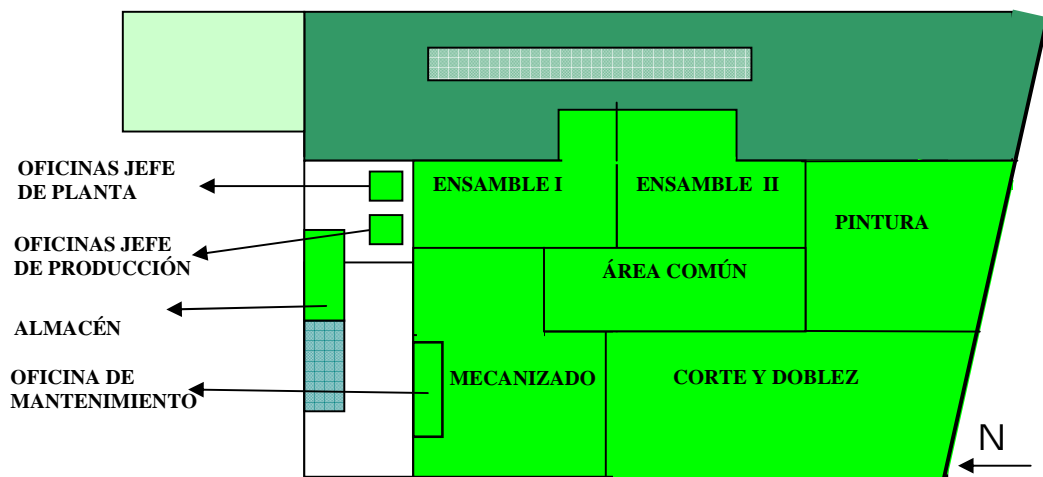 OFICINAS JEFE
DE PLANTA
ENSAMBLE I
ENSAMBLE II
PINTURA
OFICINAS JEFE
DE PRODUCCIÓN
ÁREA COMÚN
ALMACÉN
OFICINA DE
MANTENIMIENTO
MECANIZADO
CORTE Y DOBLEZ
N